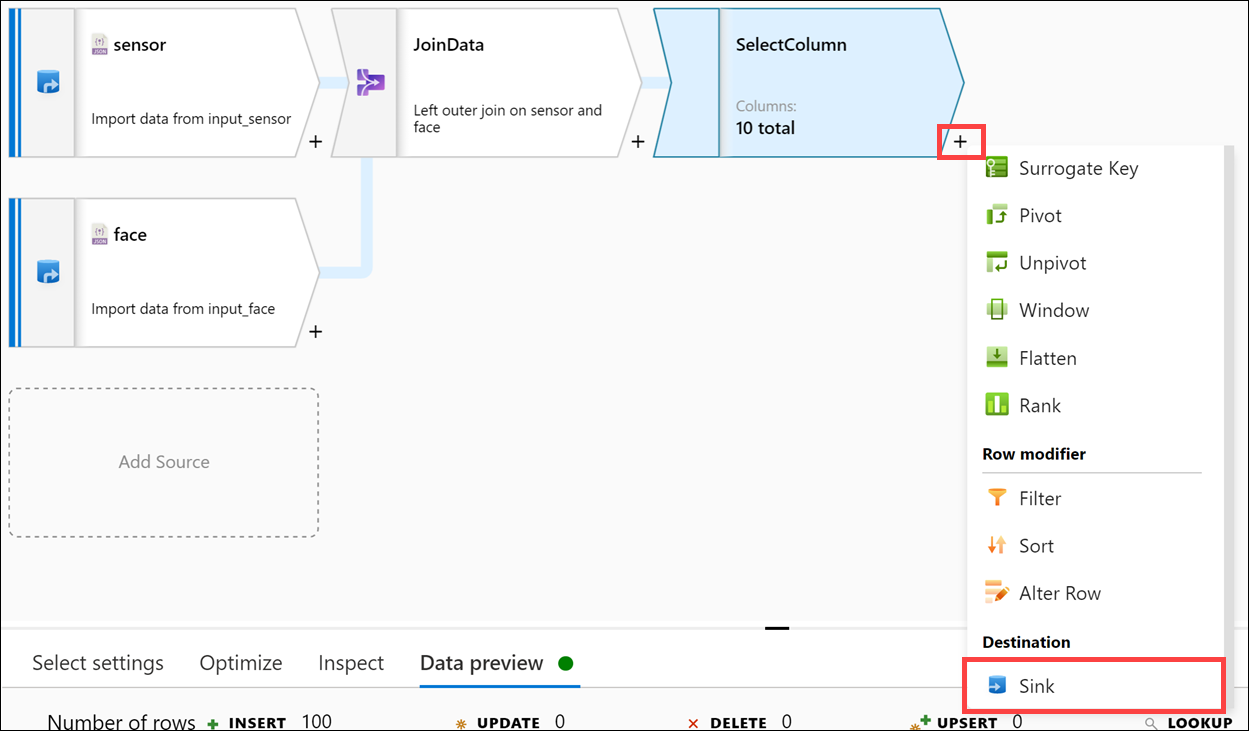 sensor
Import data from input_sensor
+
JoinData
Left outer join on sensor and
face
+
SelectColumn
Columns:
10 total
+
face
Import data from input_face
+
Add Source
Surrogate Key
Pivot
Unpivot
Window
Flatten
Rank
Row modifier
Filter
Sort
Alter Row
Destination
Sink
Select settings Optimize Inspect Data preview
Number of rows + INSERT 100 UPDATE 0 × DELETE 0 UPSERT 0 LOOKUP